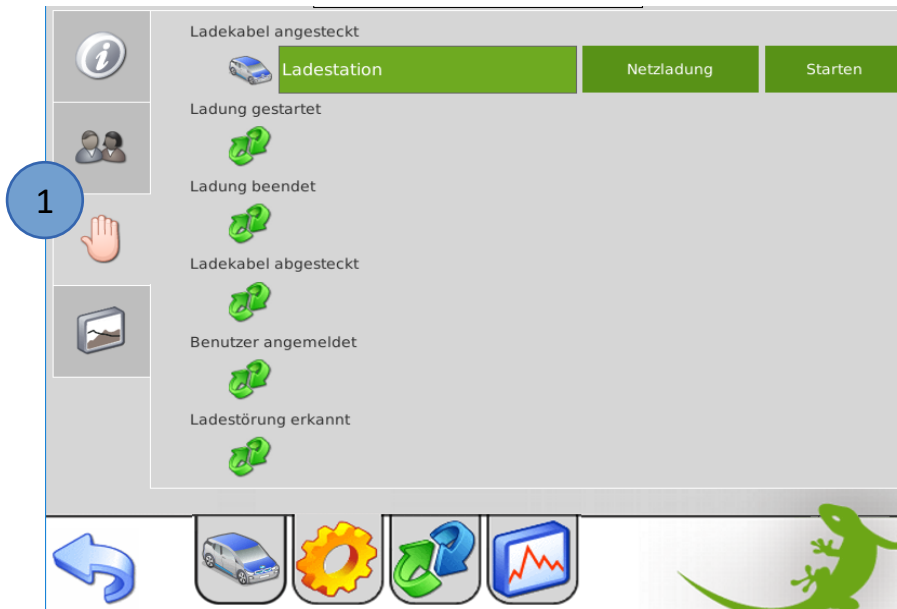 Ladekabel angesteckt
Ladestation Netzladung Starten
Ladung gestartet
Ladung beendet
1
Ladekabel abgesteckt
Benutzer angemeldet
Ladestörung erkannt